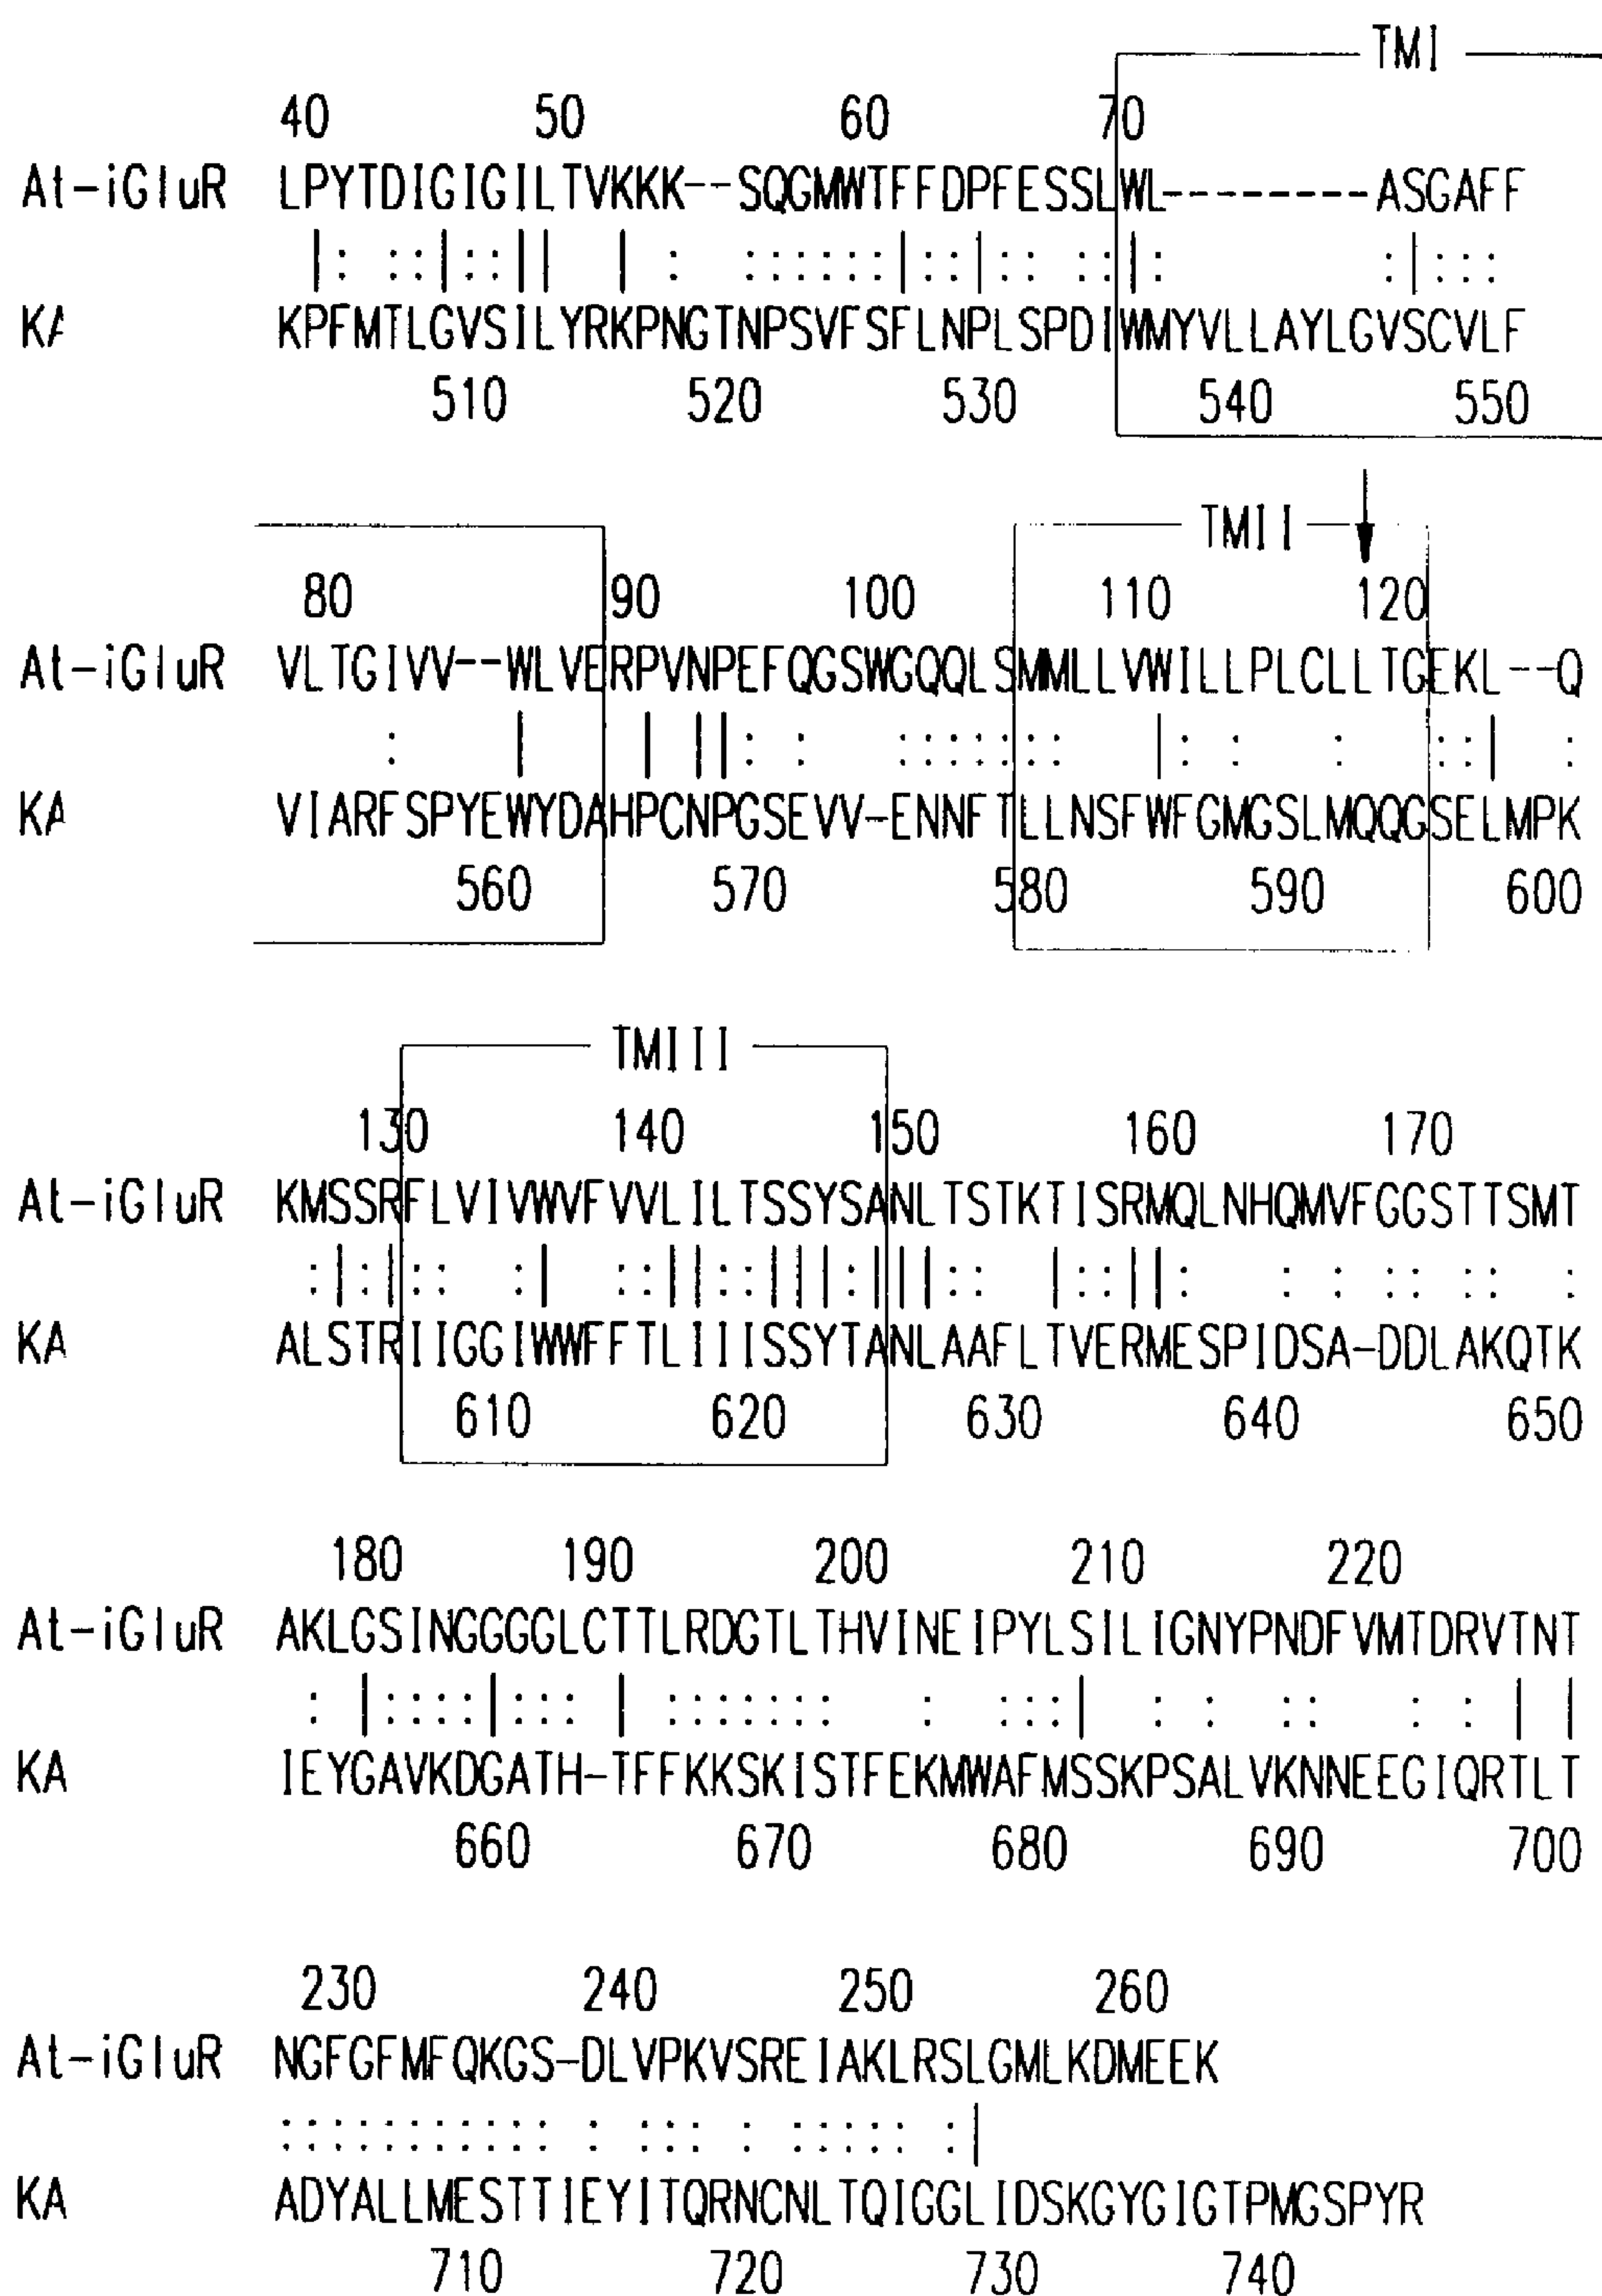 TMI
40 50 60 70
At-iGluR LPYTDIGIGILTVKKK--SQGMWTFFDPFESSLWL--------ASGAFF
|: ::|::|| | : ::::::|::|:: ::|: :|:::
KA KPFMTLGVSILYRKPNGTNPSVFSFLNPLSPDIWMYVLLAYLGVSCVLF
510 520 530 540 550
TMII
80 90 100 110 120
At-iGluR VLTGIVV--WLVERPVNPEFQGSWGQQLSMMLLVWILLPLCLLTGEKL--Q
: | | ||: : ::::::: |: : : ::| :
KA VIARFSPYEWYDAHPCNPGSEVV-ENNFTLLNSFWFGMGSLMQQGSELMPK
560 570 580 590 600
TMIII
130 140 150 160 170
At-iGluR KMSSRFLVIVWVFVVLILTSSYSANLTSTKTISRMQLNHQMVFGGSTTSMT
:|:|:: :| ::||::|||:|||:: |::||: : : :: :: :
KA ALSTRIIGGIWWFFTLIIISSYTANLAAFLTVERMESPIDSA-DDLAKQTK
610 620 630 640 650
180 190 200 210 220
At-iGluR AKLGSINGGGGLCTTLRDGTLTHVINEIPYLSILIGNYPNDFVMTDRVTNT
: |::::|::: | ::::::: : :::| : : :: : : | |
KA IEYGAVKDGATH-TFFKKSKISTFEKMWAFMSSKPSALVKNNEEGIQRTLT
660 670 680 690 700
230 240 250 260
At-iGluR NGFGFMFQKGS-DLVPKVSREIAKLRSLGMLKDMEEK
::::::::::: : ::: : ::::: :|
KA ADYALLMESTTIEYITQRNCNLTQIGGLIDSKGYGIGTPMGSPYR
710 720 730 740